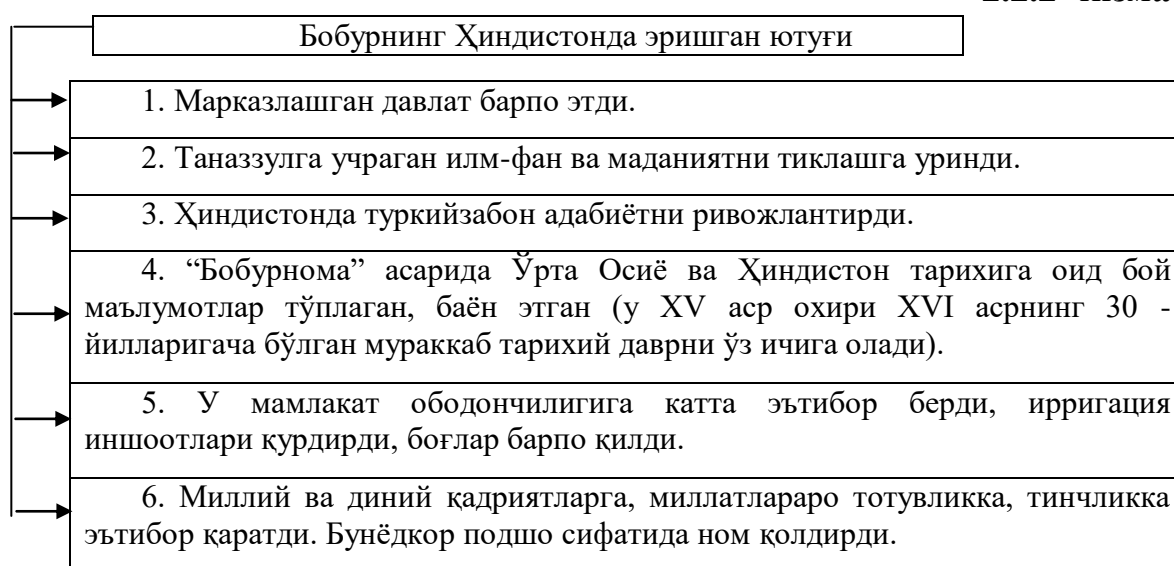 Бобурнинг Ҳиндистонда эришган ютуғи
1. Марказлашган давлат барпо этди.
2. Таназзулга учраган илм-фан ва маданиятни тиклашга уринди.
3. Ҳиндистонда туркийзабон адабиётни ривожлантирди.
4. “Бобурнома” асарида Ўрта Осиё ва Ҳиндистон тарихига оид бой
маълумотлар тўплаган, баён этган (у XV аср охири XVI асрнинг 30 -
йилларигача бўлган мураккаб тарихий даврни ўз ичига олади).
5. У мамлакат ободончилигига катта эътибор берди, ирригация
иншоотлари қурдирди, боғлар барпо қилди.
6. Миллий ва диний қадриятларга, миллатлараро тотувликка, тинчликка
эътибор қаратди. Бунёдкор подшо сифатида ном қолдирди.